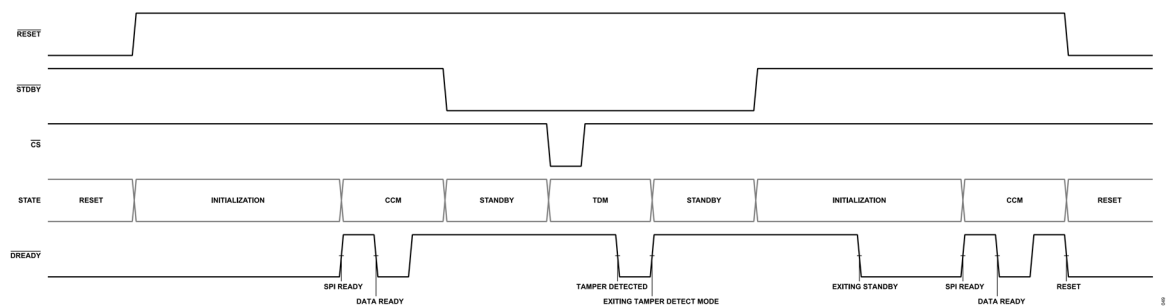 RESET
STDBY
CS
STATE RESET INITIALIZATION CCM STANDBY TDM STANDBY INITIALIZATION CCM RESET
DREADY
SPI READY TAMPER DETECTED EXITING STANDBY SPI READY RESET
DATA READY EXITING TAMPER DETECT MODE DATA READY